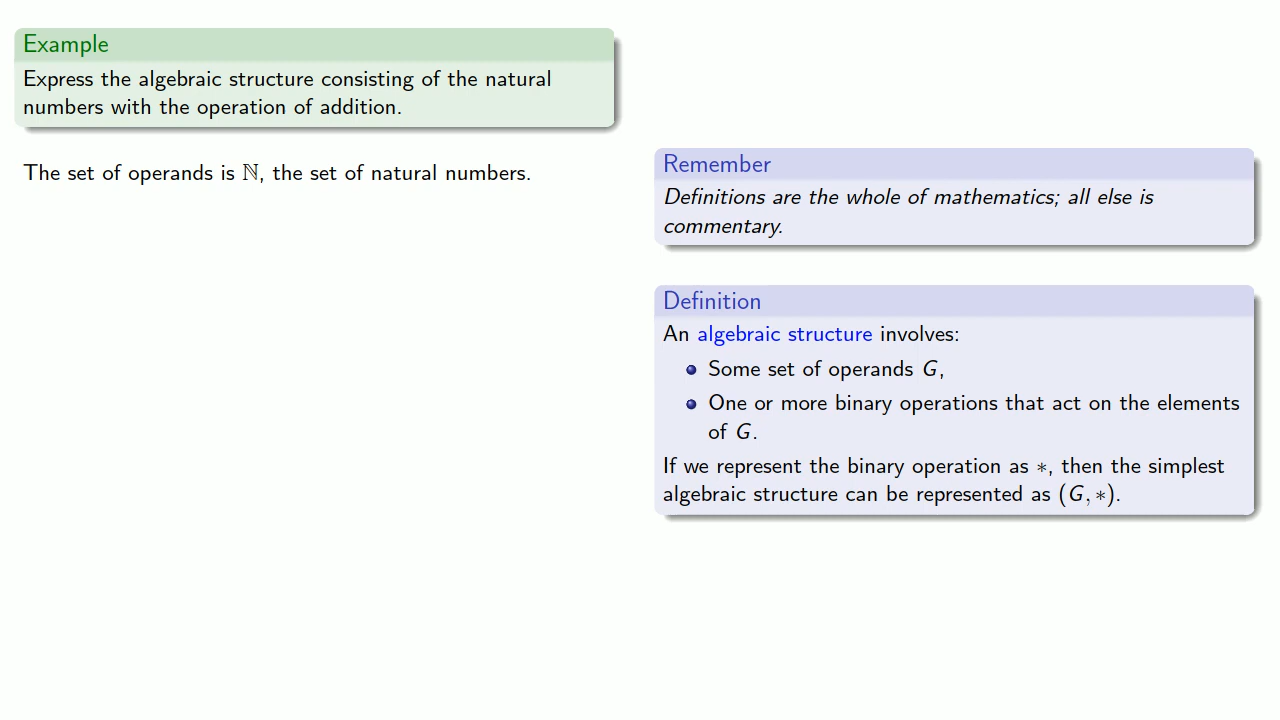 Example
Express the algebraic structure consisting of the natural
numbers with the operation of addition.
The set of operands is ℕ, the set of natural numbers.
Remember
Definitions are the whole of mathematics; all else is
commentary.
Definition
An algebraic structure involves:
Some set of operands G,
One or more binary operations that act on the elements
of G.
If we represent the binary operation as ∗, then the simplest
algebraic structure can be represented as (G, ∗).